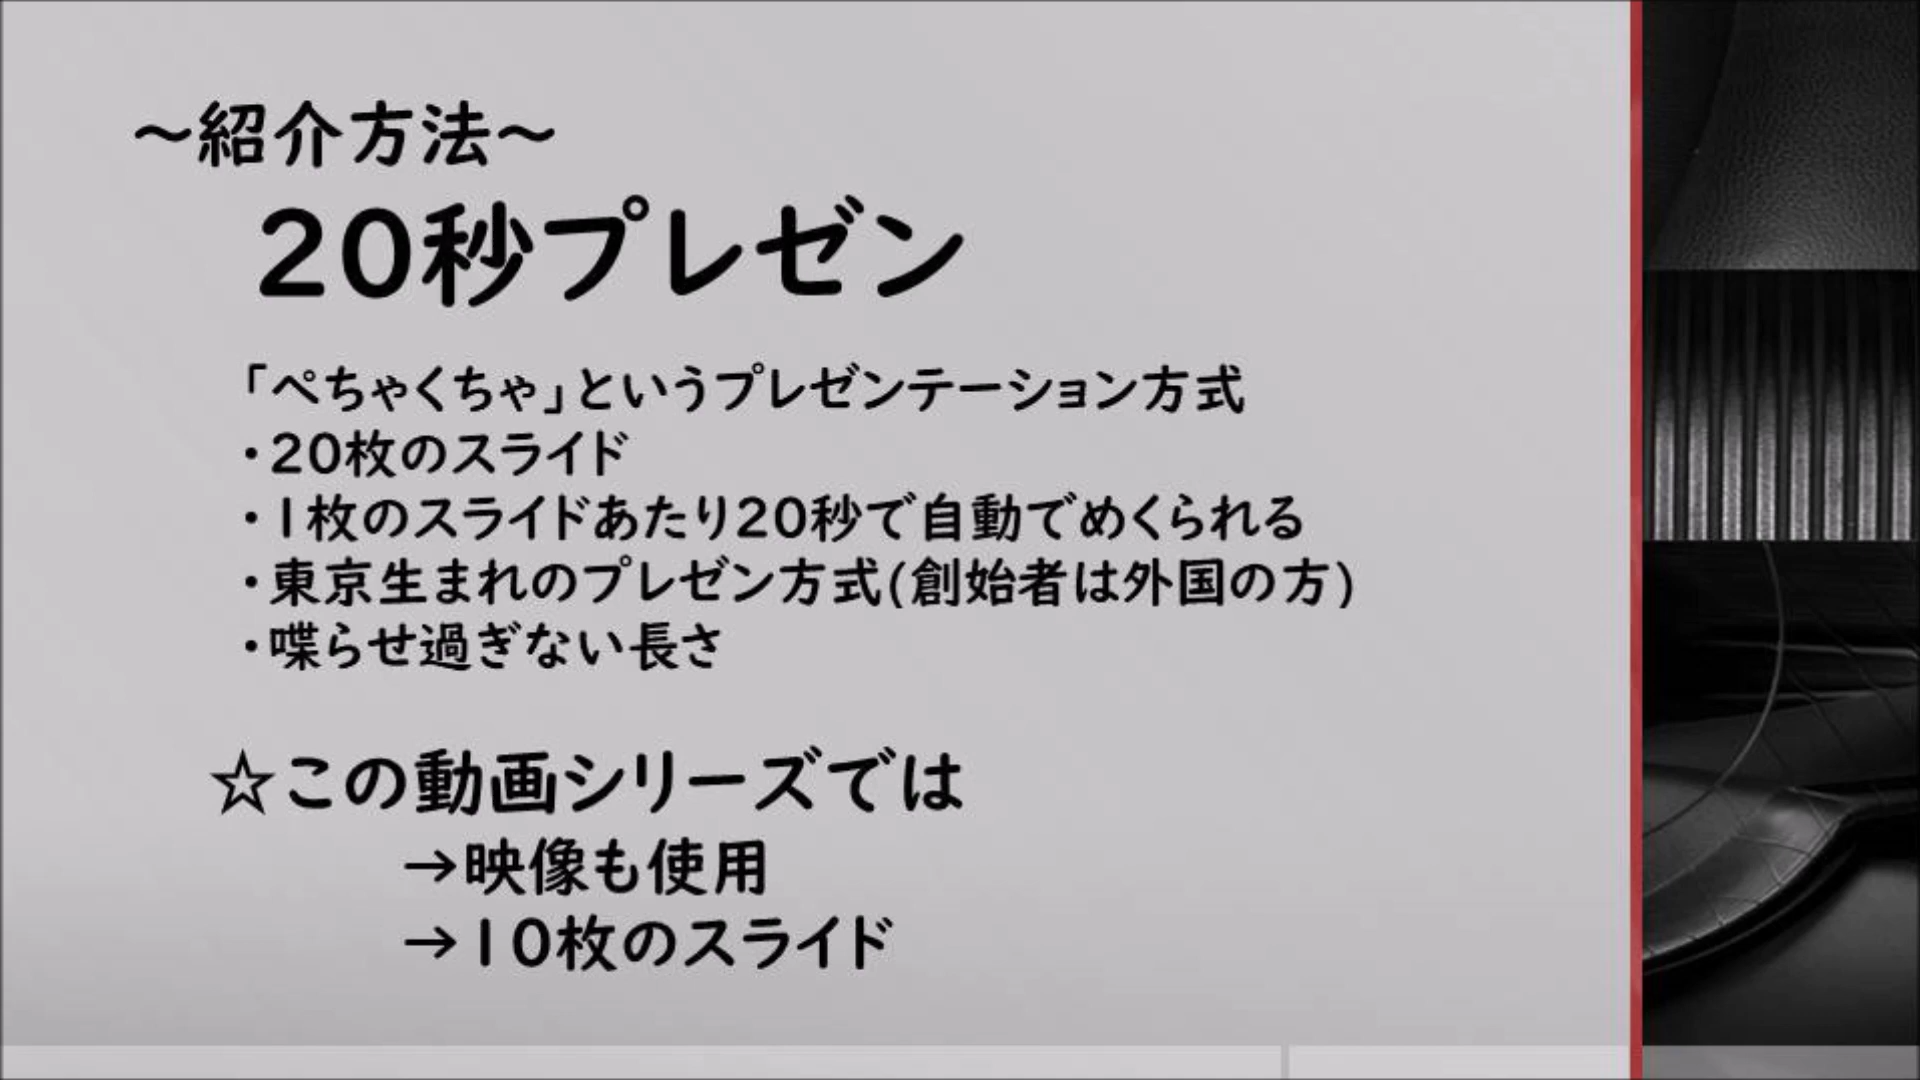 ～紹介方法～
20秒プレゼン
「ぺちゃくちゃ」というプレゼンテーション方式
・20枚のスライド
・1枚のスライドあたり20秒で自動でめくられる
・東京生まれのプレゼン方式(創始者は外国の方)
・喋らせ過ぎない長さ
☆この動画シリーズでは
→映像も使用
→10枚のスライド